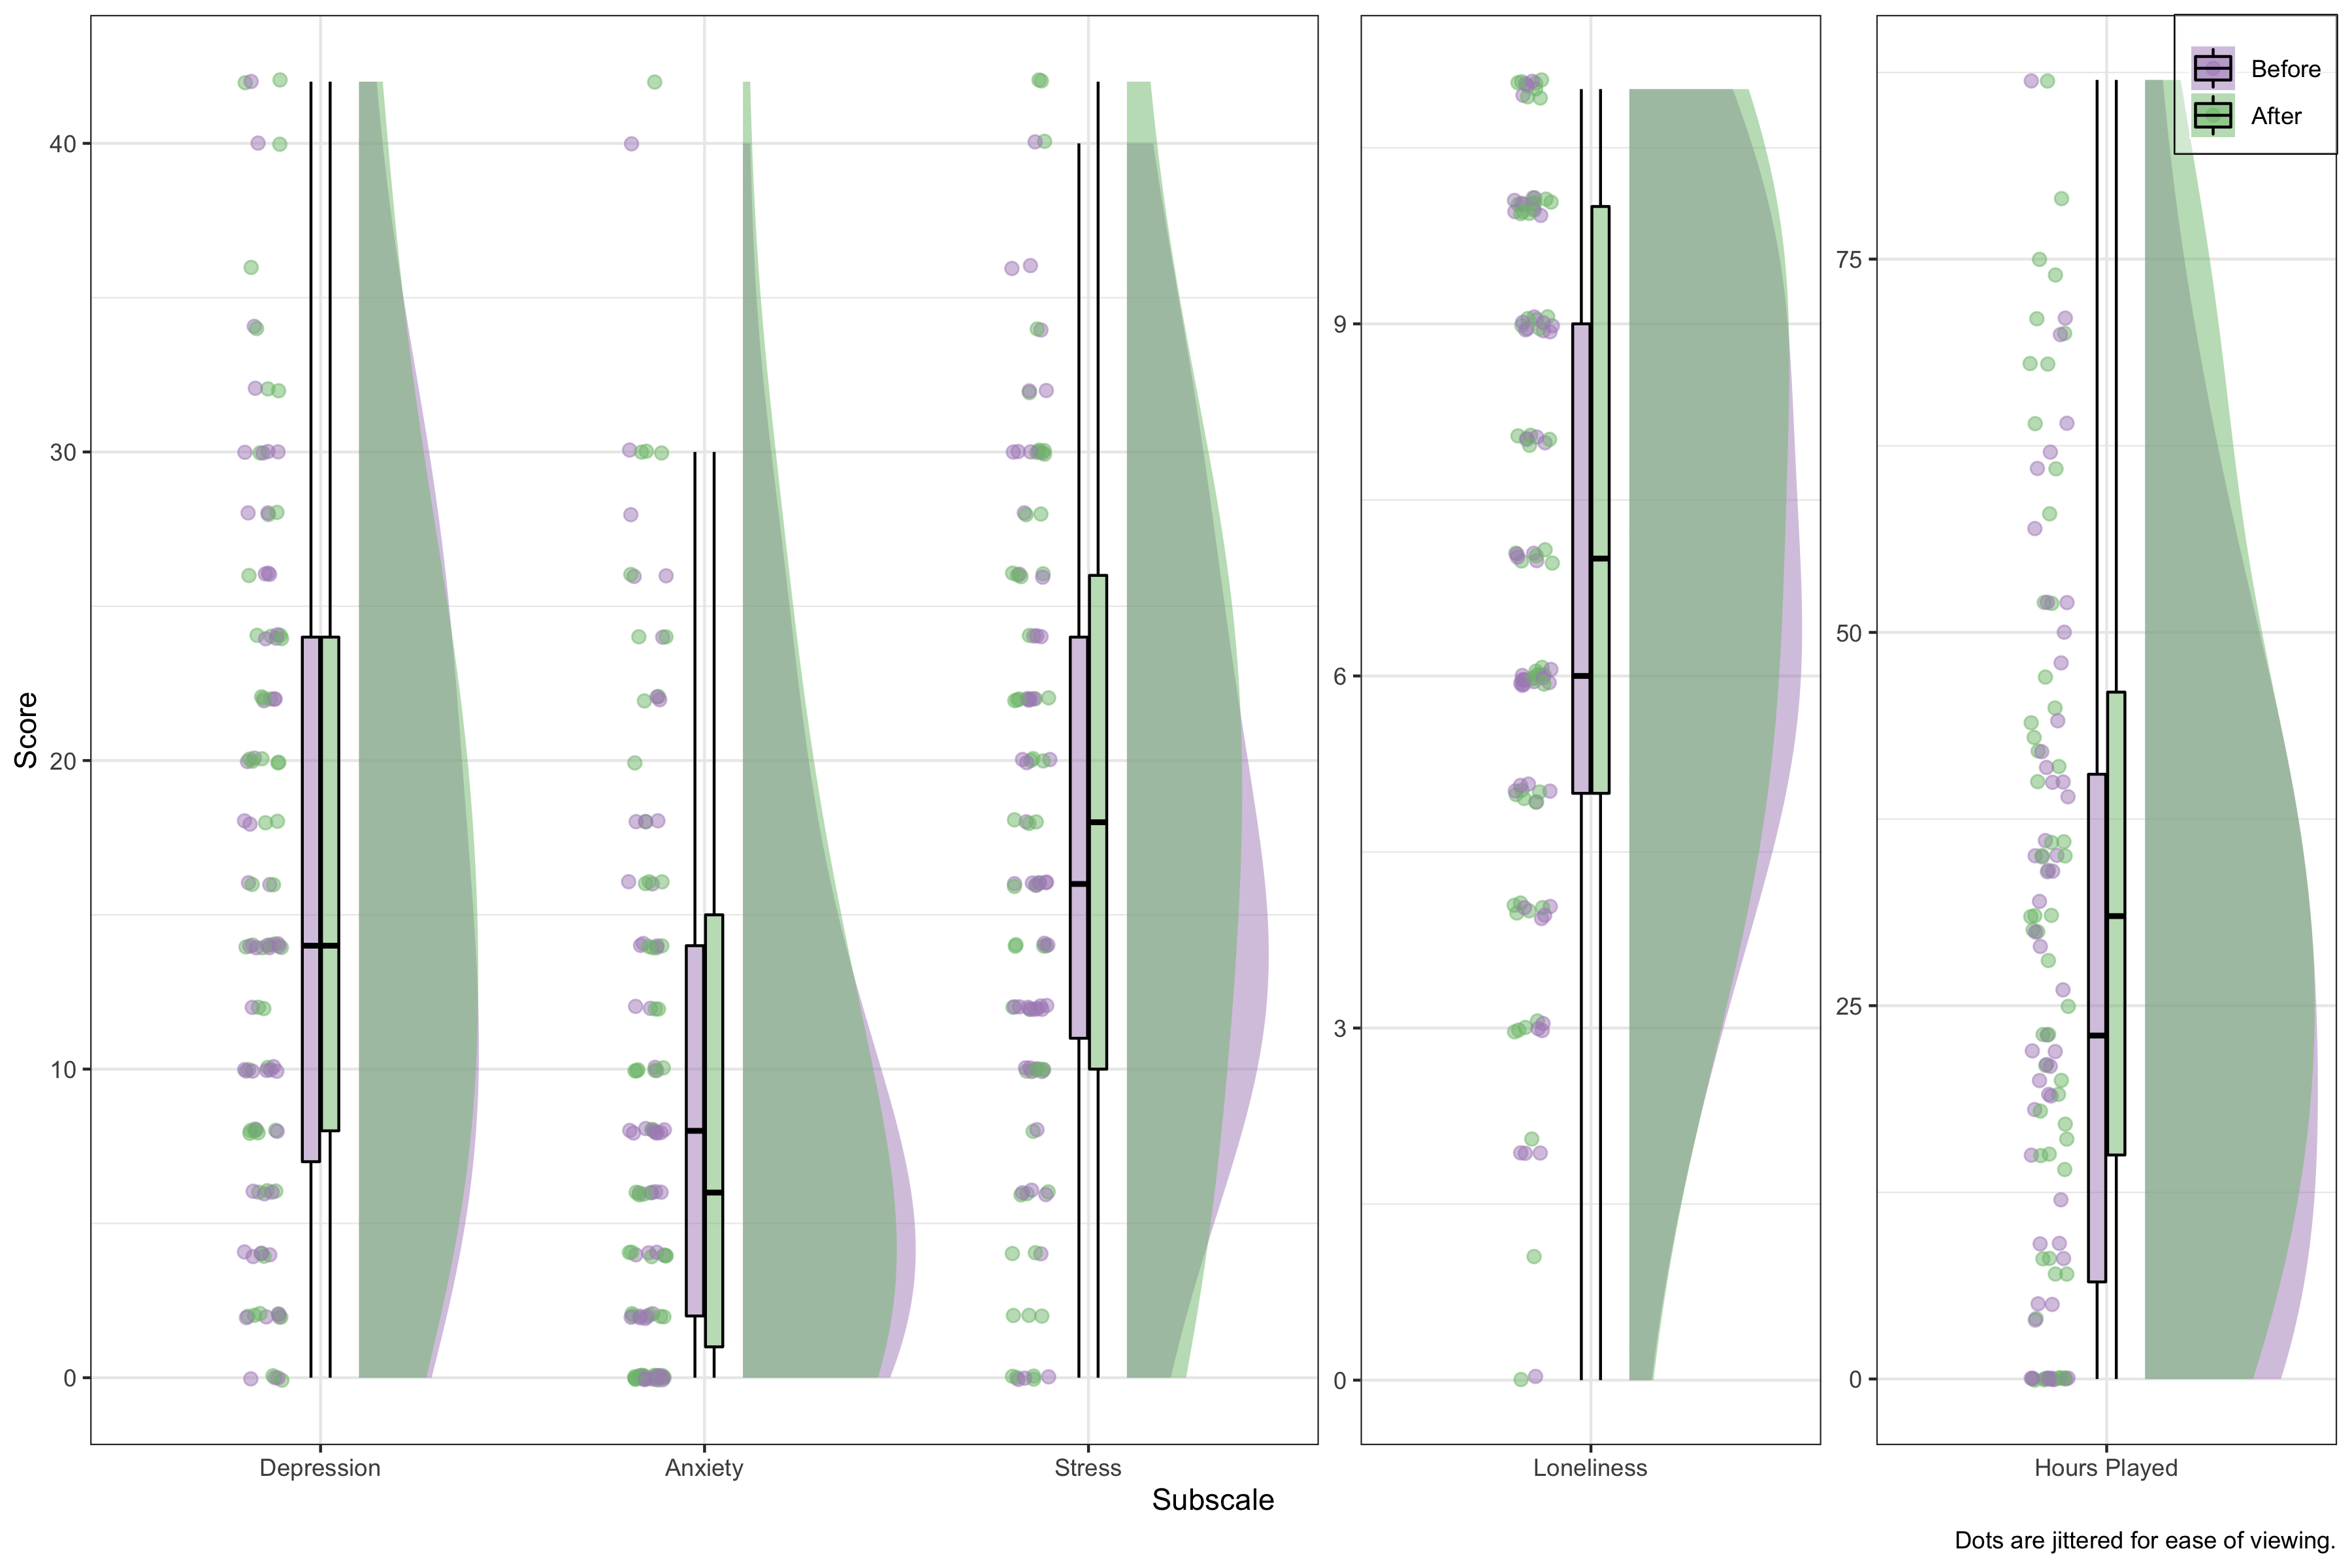 Before
After
Score
40
30
20
10
0
9
6
3
0
75
50
25
0
Depression
Anxiety
Stress
Loneliness
Hours Played
Subscale
Dots are jittered for ease of viewing.